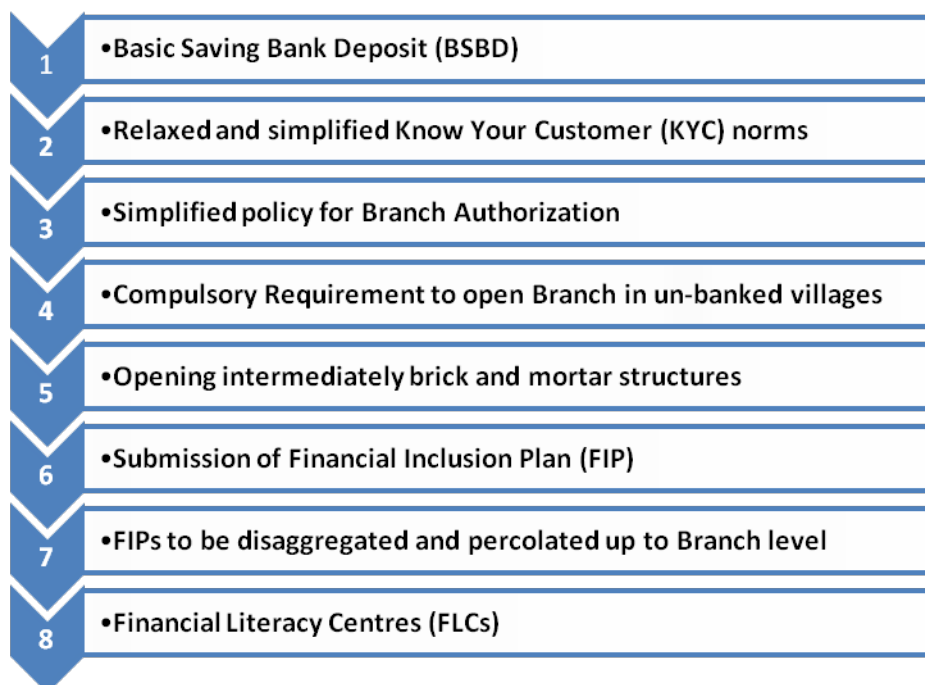 1 •Basic Saving Bank Deposit (BSBD)
2 •Relaxed and simplified Know Your Customer (KYC) norms
3 •Simplified policy for Branch Authorization
4 •Compulsory Requirement to open Branch in un-banked villages
5 •Opening intermediately brick and mortar structures
6 •Submission of Financial Inclusion Plan (FIP)
7 •FIPs to be disaggregated and percolated up to Branch level
8 •Financial Literacy Centres (FLCs)